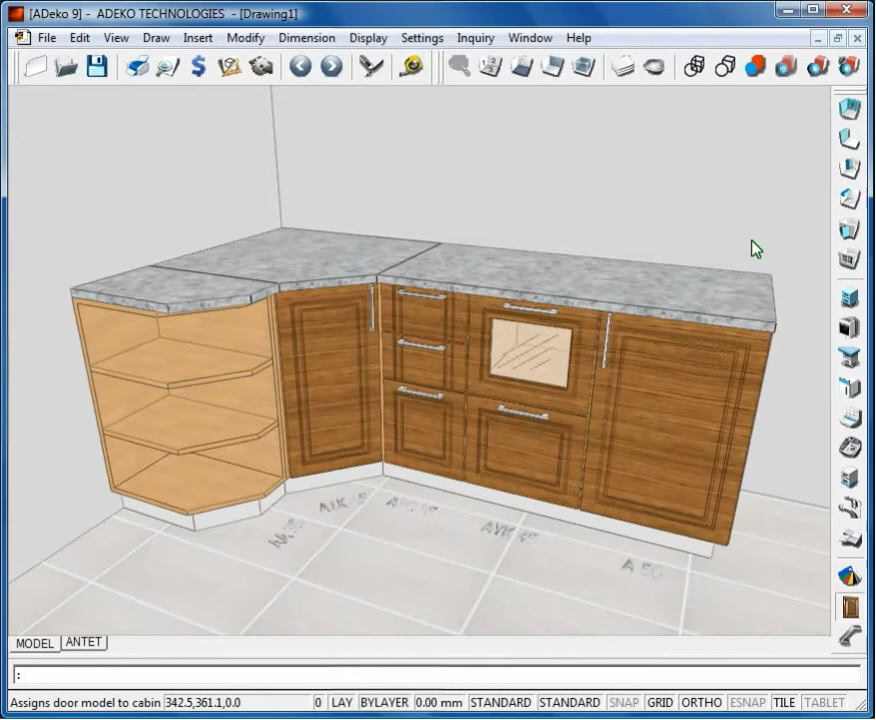 [ADeko 9] - ADEKO TECHNOLOGIES - [Drawing1]
File Edit View Draw Insert Modify Dimension Display Settings Inquiry Window Help
A 50
MODEL ANTET
:
Assigns door model to cabin 342.5,361.1,0.0 0 LAY BYLAYER 0.00 mm STANDARD STANDARD SNAP GRID ORTHO ESNAP TILE TABLET